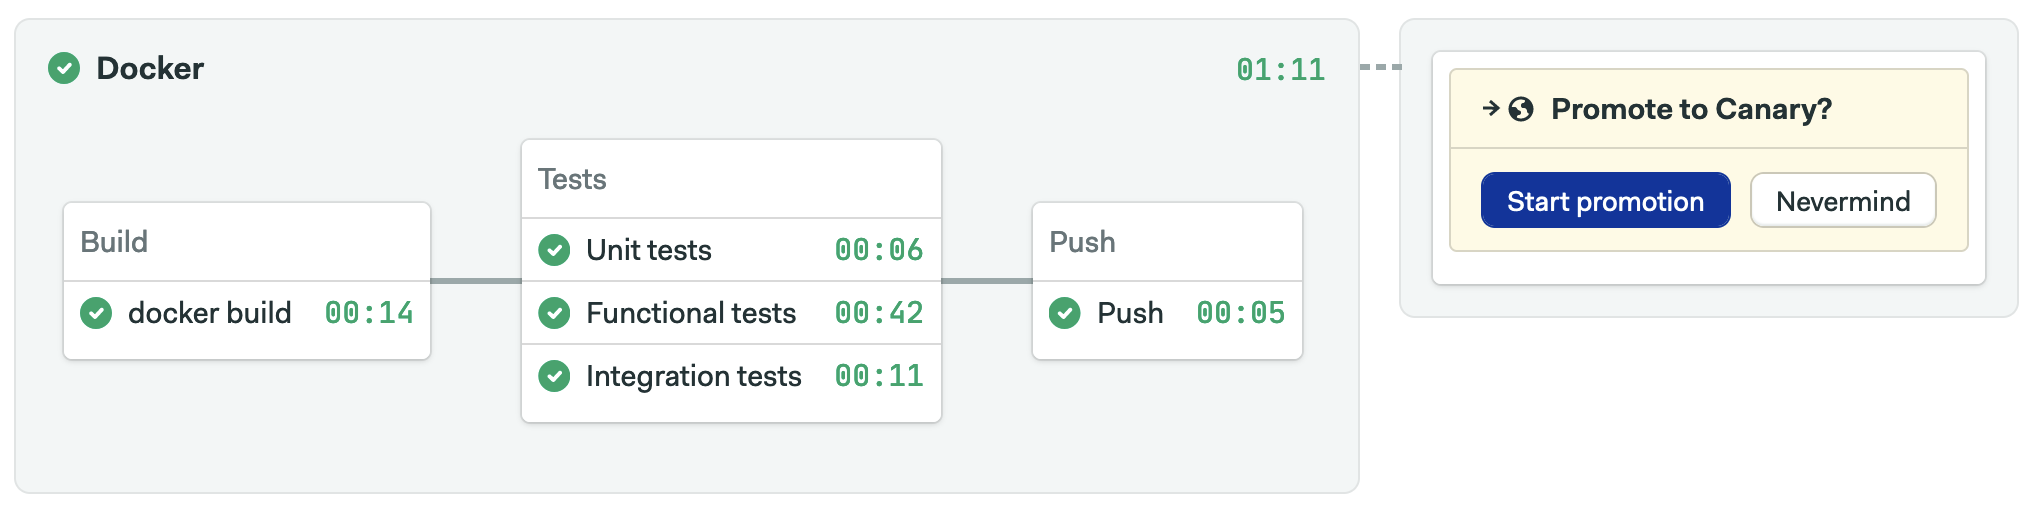 Docker 01:11
Build
docker build 00:14
Tests
Unit tests 00:06
Functional tests 00:42
Integration tests 00:11
Push
Push 00:05
Promote to Canary?
Start promotion Nevermind